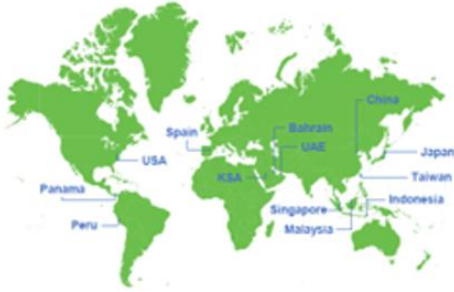 China
Spain
Bahrain
UAE
Japan
USA
KSA
Taiwan
Panama
Indonesia
Singapore
Peru
Malaysia